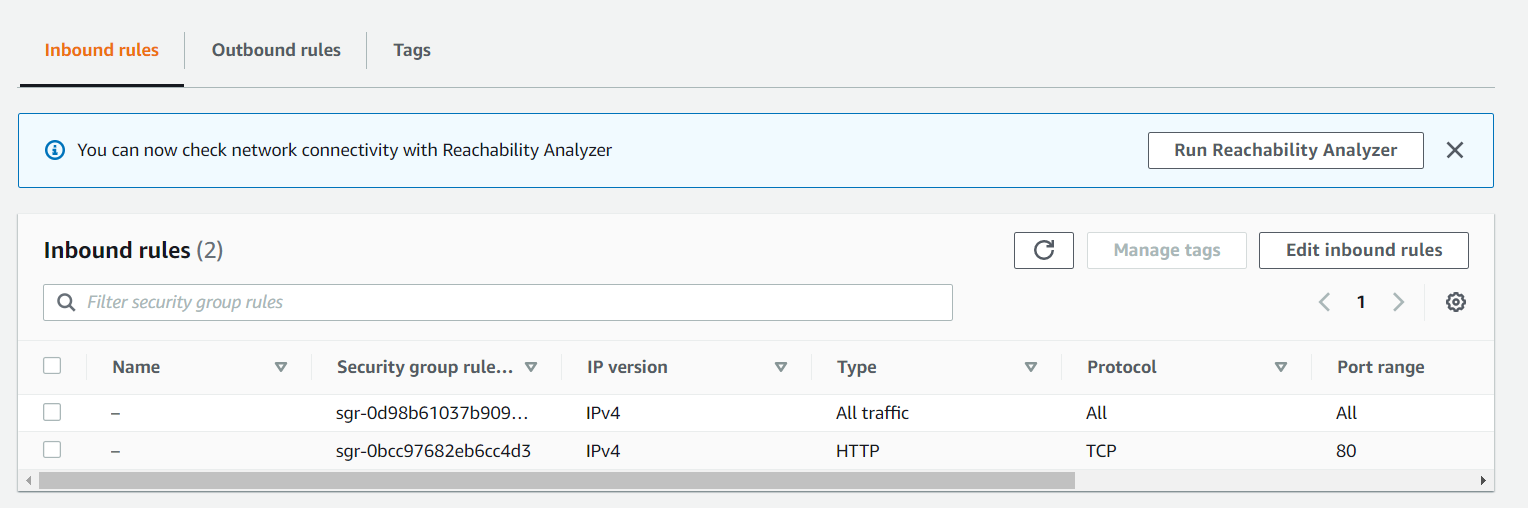 Inbound rules Outbound rules Tags
You can now check network connectivity with Reachability Analyzer Run Reachability Analyzer
Inbound rules (2) Manage tags Edit inbound rules
Filter security group rules 1
Name Security group rule... IP version Type Protocol Port range
– sgr-0d98b61037b909... IPv4 All traffic All All
– sgr-0bcc97682eb6cc4d3 IPv4 HTTP TCP 80